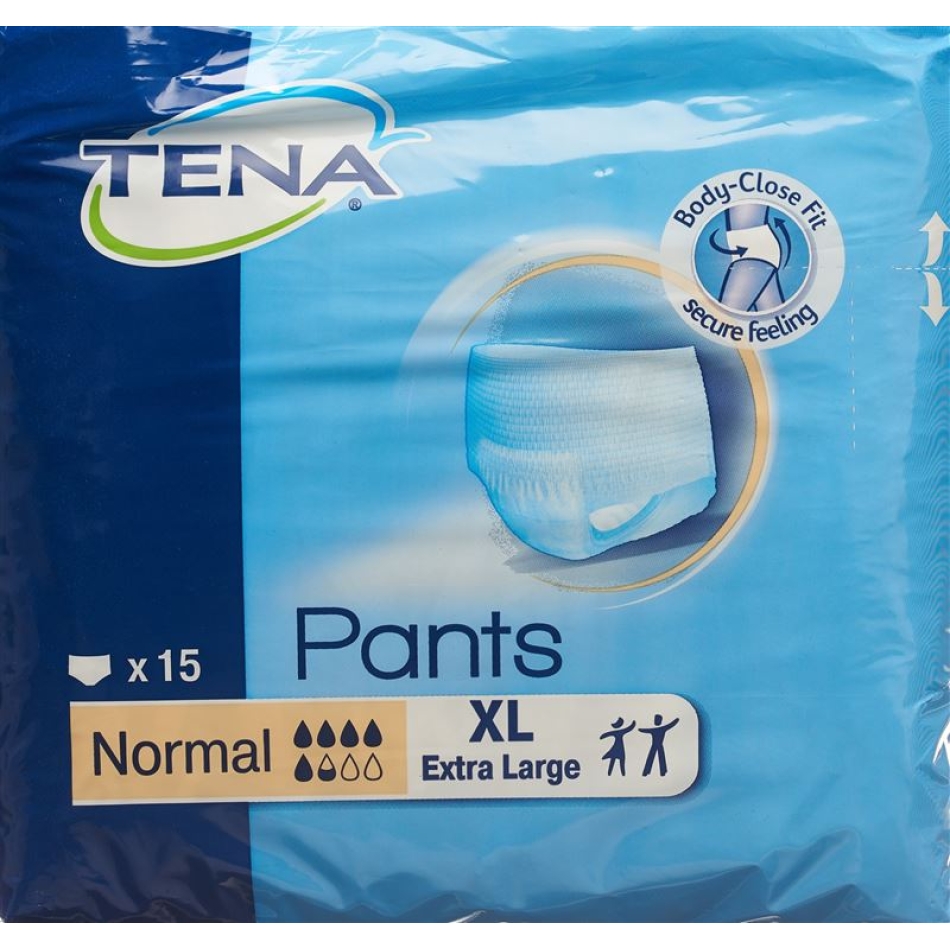 TENA®
Body-Close Fit
secure feeling
Pants
x 15
Normal
XL
Extra Large